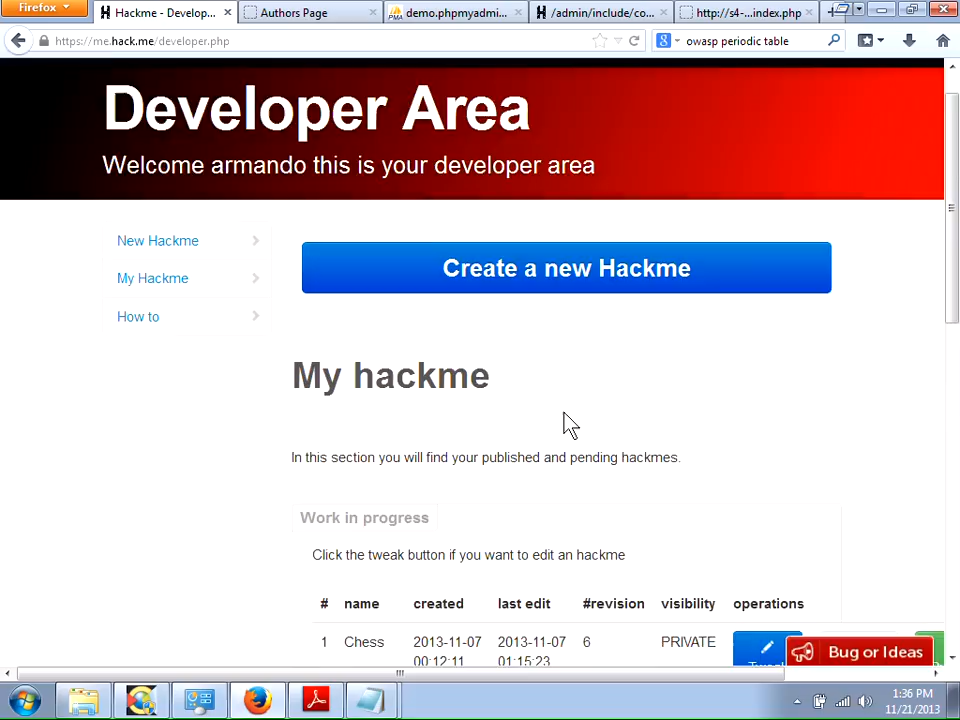 Firefox
Hackme - Develop...
Authors Page
demo.phpmyadmi...
/admin/include/co...
http://s4-...index.php
https://me.hack.me/developer.php
owasp periodic table
Developer Area
Welcome armando this is your developer area
New Hackme
My Hackme
How to
Create a new Hackme
My hackme
In this section you will find your published and pending hackmes.
Work in progress
Click the tweak button if you want to edit an hackme
# name created last edit #revision visibility operations
1 Chess 2013-11-07 2013-11-07 6 PRIVATE
00:12:11 01:15:23
Bug or Ideas
1:36 PM
11/21/2013